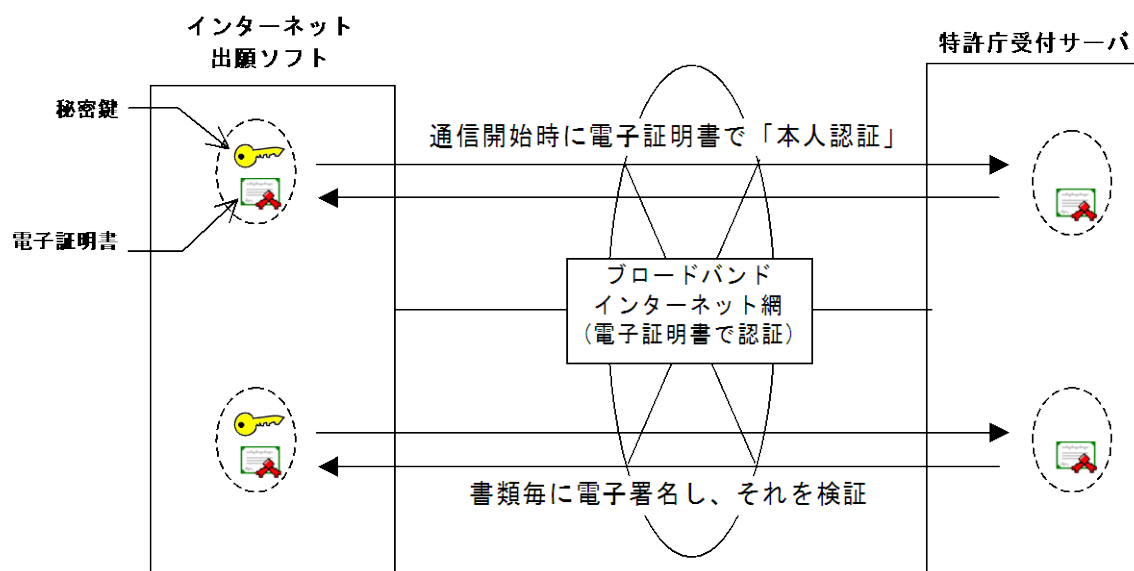 インターネット
出願ソフト
特許庁受付サーバ
秘密鍵
通信開始時に電子証明書で「本人認証」
電子証明書
ブロードバンド
インターネット網
(電子証明書で認証)
書類毎に電子署名し、それを検証